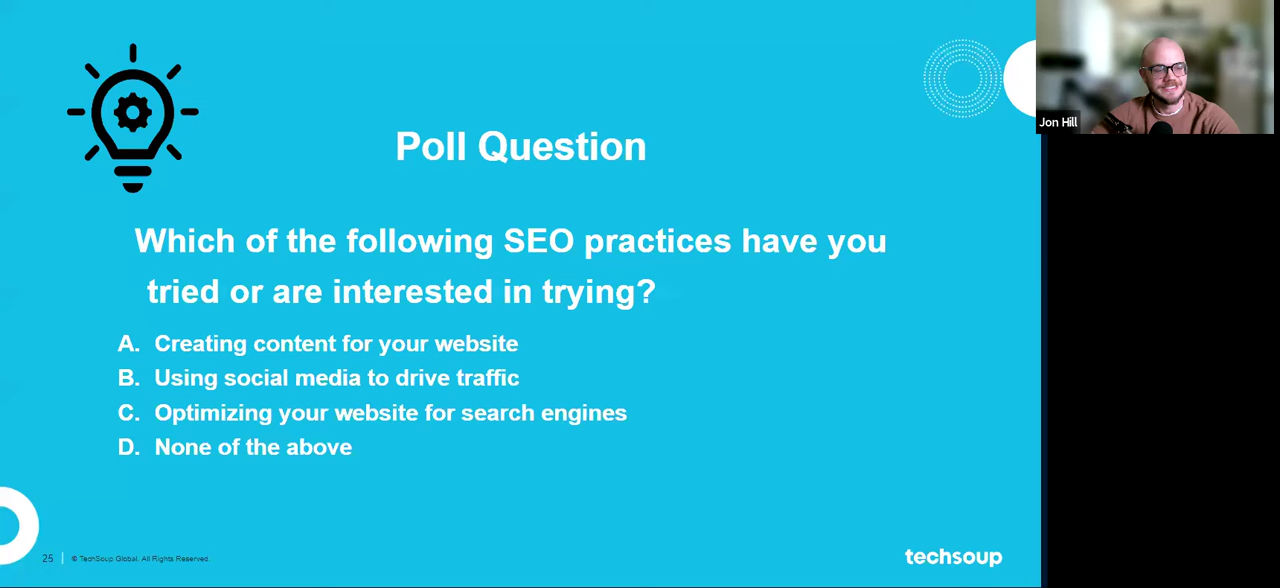 Jon Hill
Poll Question
Which of the following SEO practices have you
tried or are interested in trying?
A. Creating content for your website
B. Using social media to drive traffic
C. Optimizing your website for search engines
D. None of the above
25 | © TechSoup Global. All Rights Reserved.
techsoup